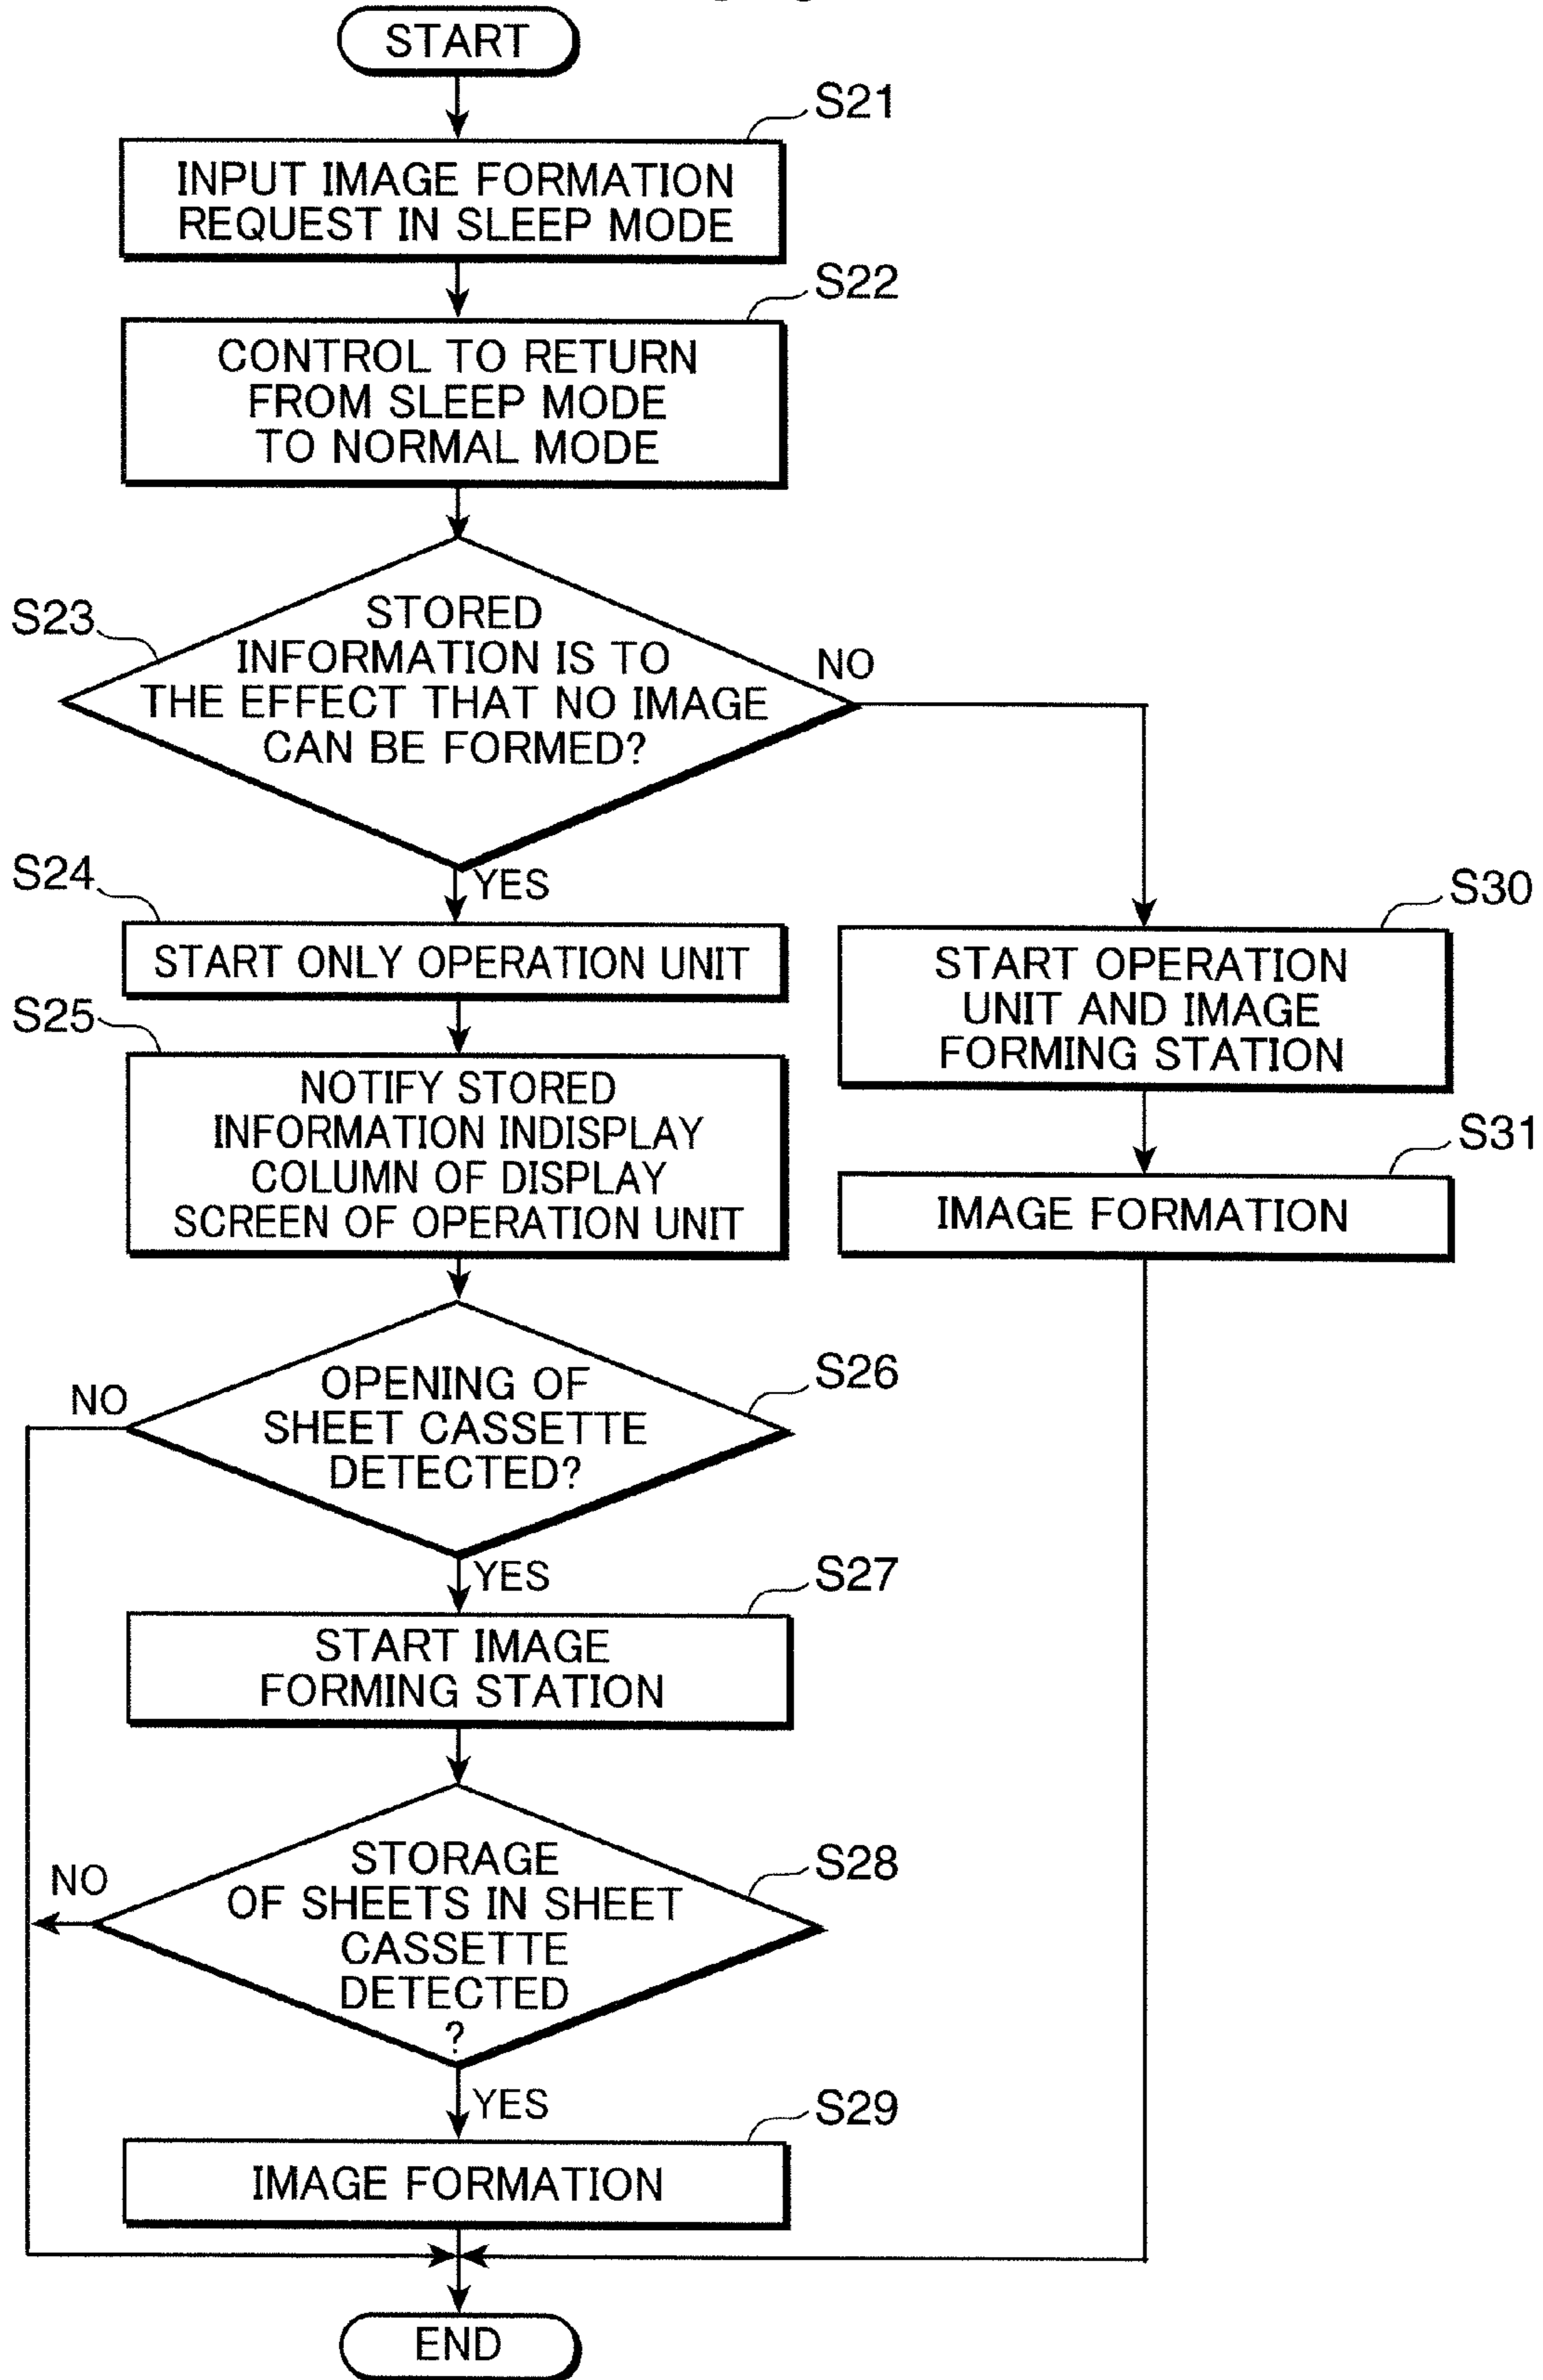 START
S21
INPUT IMAGE FORMATION
REQUEST IN SLEEP MODE
S22
CONTROL TO RETURN
FROM SLEEP MODE
TO NORMAL MODE
S23
STORED
INFORMATION IS TO
THE EFFECT THAT NO IMAGE
CAN BE FORMED?
NO
YES
S24
START ONLY OPERATION UNIT
S30
START OPERATION
UNIT AND IMAGE
FORMING STATION
S25
NOTIFY STORED
INFORMATION INDISPLAY
COLUMN OF DISPLAY
SCREEN OF OPERATION UNIT
S31
IMAGE FORMATION
S26
OPENING OF
SHEET CASSETTE
DETECTED?
NO
YES
S27
START IMAGE
FORMING STATION
S28
STORAGE
OF SHEETS IN SHEET
CASSETTE
DETECTED
?
NO
YES
S29
IMAGE FORMATION
END